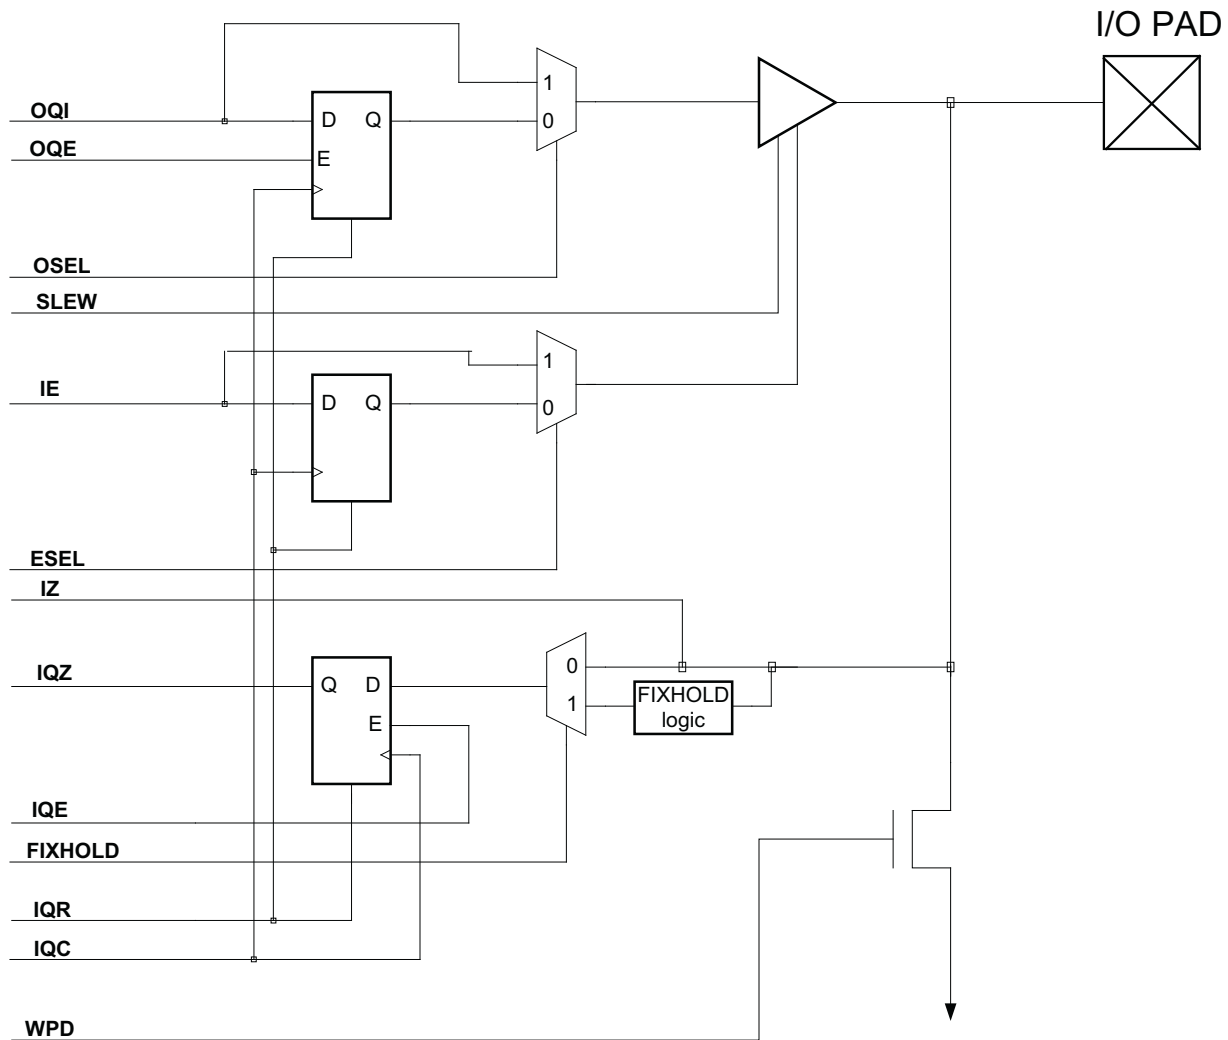 I/O PAD
1
OQI
D Q
0
OQE
E
OSEL
SLEW
1
IE
D Q
0
ESEL
IZ
0
IQZ
Q D
FIXHOLD
logic
1
E
IQE
FIXHOLD
IQR
IQC
WPD